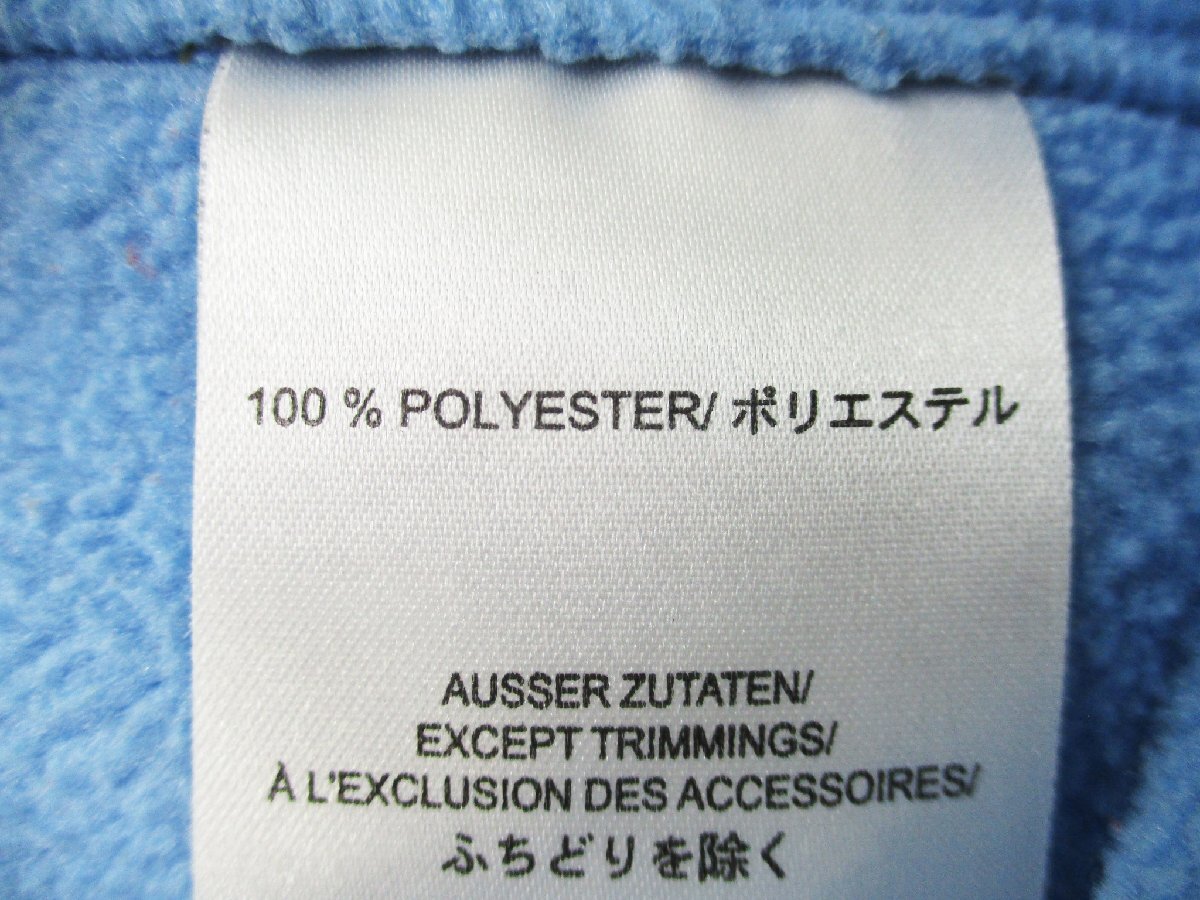 100 % POLYESTER/ ポリエステル
AUSSER ZUTATEN/
EXCEPT TRIMMINGS/
À L'EXCLUSION DES ACCESSOIRES/
ふちどりを除く